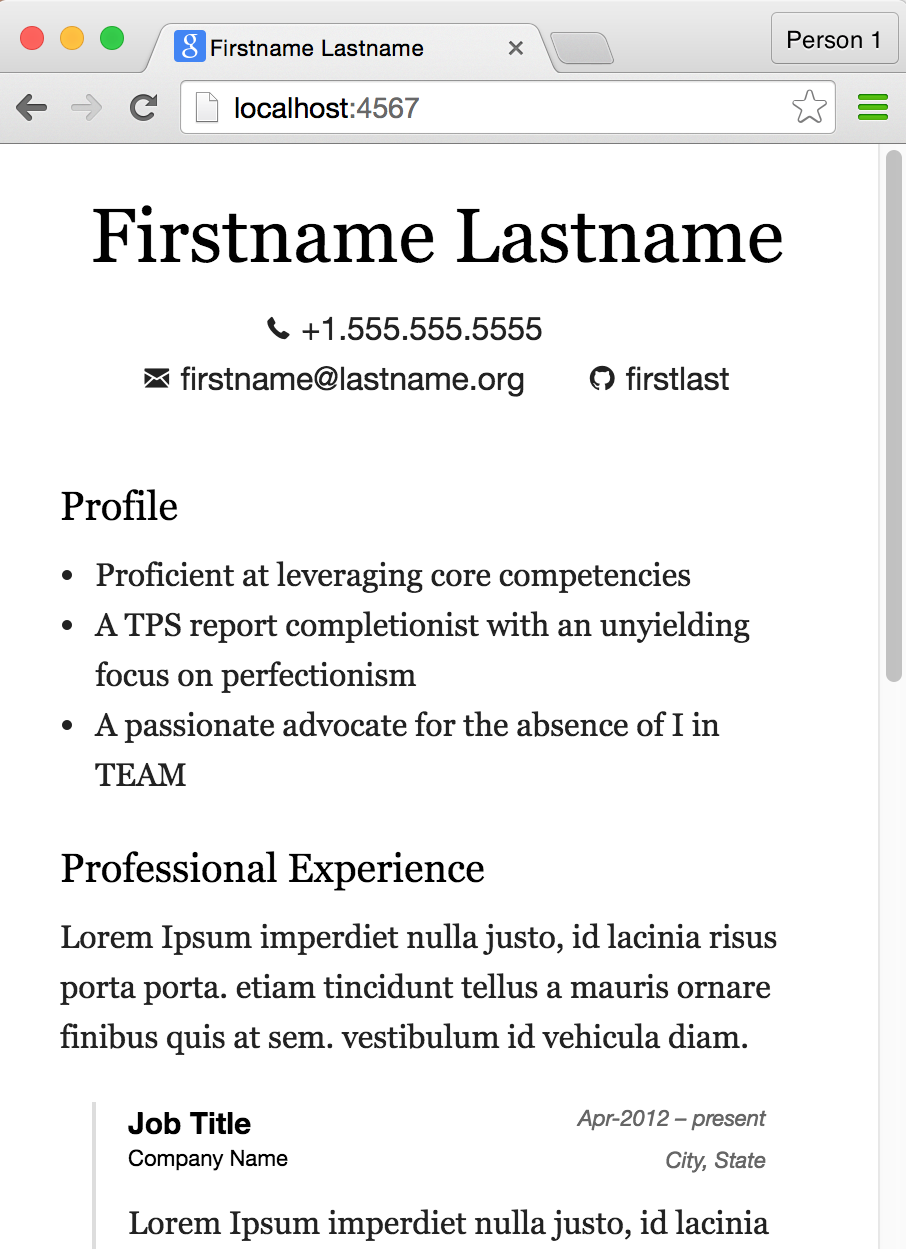 Firstname Lastname
Person 1
localhost:4567
Firstname Lastname
+1.555.555.5555
firstname@lastname.org firstlast
Profile
• Proficient at leveraging core competencies
• A TPS report completionist with an unyielding
focus on perfectionism
• A passionate advocate for the absence of I in
TEAM
Professional Experience
Lorem Ipsum imperdiet nulla justo, id lacinia risus
porta porta. etiam tincidunt tellus a mauris ornare
finibus quis at sem. vestibulum id vehicula diam.
Job Title Apr-2012 – present
Company Name City, State
Lorem Ipsum imperdiet nulla justo, id lacinia